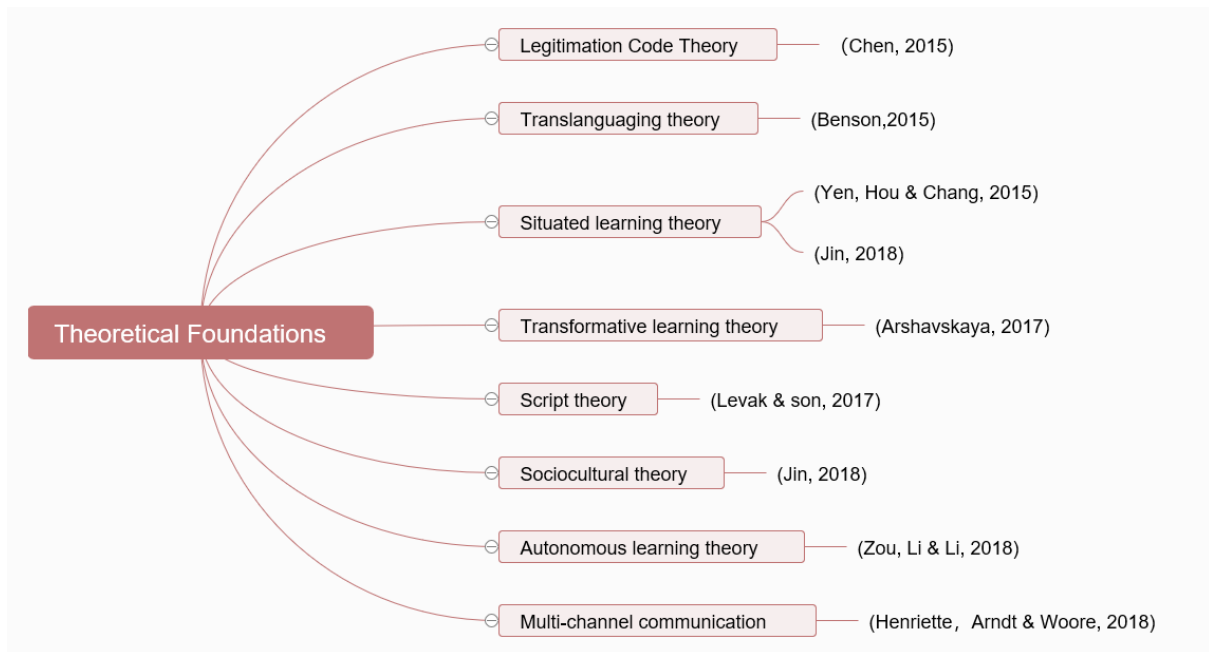 Theoretical Foundations
Legitimation Code Theory
（Chen, 2015)
Translanguaging theory
(Benson,2015)
Situated learning theory
(Yen, Hou & Chang, 2015)
(Jin, 2018)
Transformative learning theory
(Arshavskaya, 2017)
Script theory
(Levak & son, 2017)
Sociocultural theory
(Jin, 2018)
Autonomous learning theory
(Zou, Li & Li, 2018)
Multi-channel communication
(Henriette，Arndt & Woore, 2018)